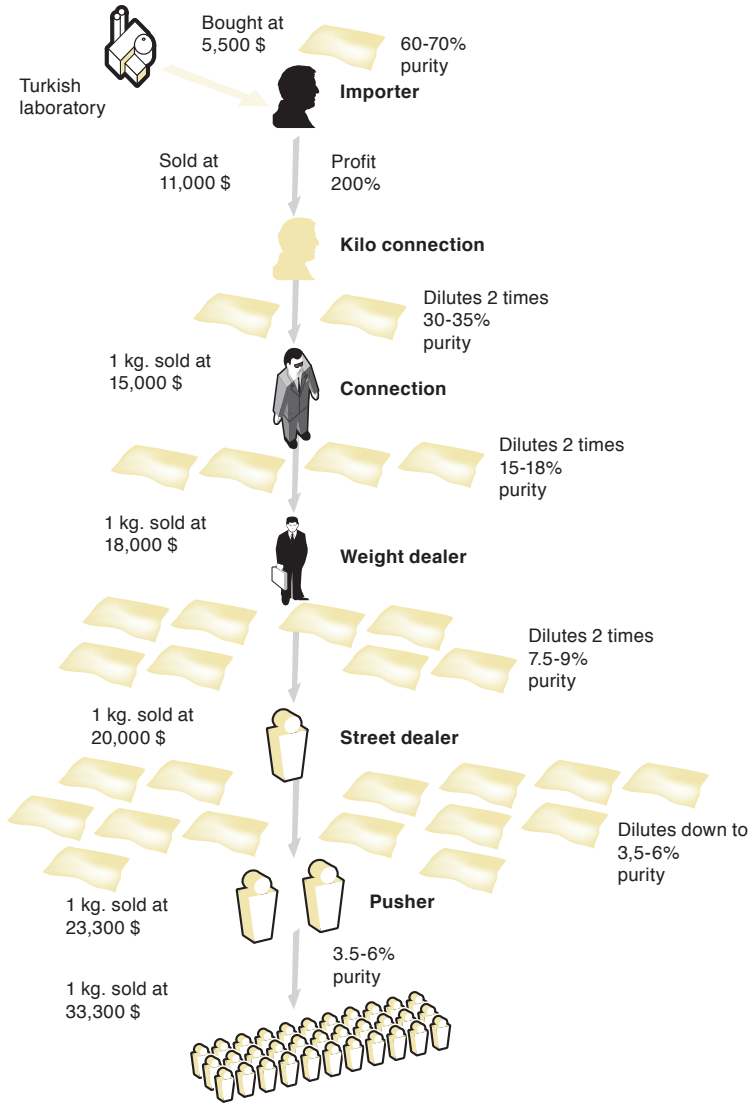 Bought at
5,500 $
60-70%
purity
Turkish
laboratory
Importer
Sold at
11,000 $
Profit
200%
Kilo connection
Dilutes 2 times
30-35%
purity
1 kg. sold at
15,000 $
Connection
Dilutes 2 times
15-18%
purity
1 kg. sold at
18,000 $
Weight dealer
Dilutes 2 times
7.5-9%
purity
1 kg. sold at
20,000 $
Street dealer
Dilutes down to
3,5-6%
purity
Pusher
1 kg. sold at
23,300 $
3.5-6%
purity
1 kg. sold at
33,300 $